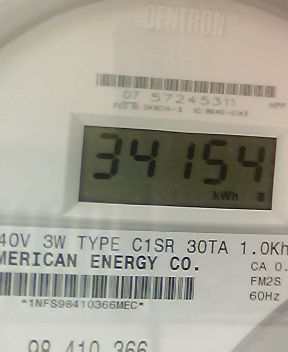 CENTRON®
07 57245311
HPP
34154
kWh
40V 3W TYPE C1SR 30TA 1.0Kh
MERICAN ENERGY CO.
CA 0.
FM2S
60Hz
*1NFS98410366MEC*
98 410 366